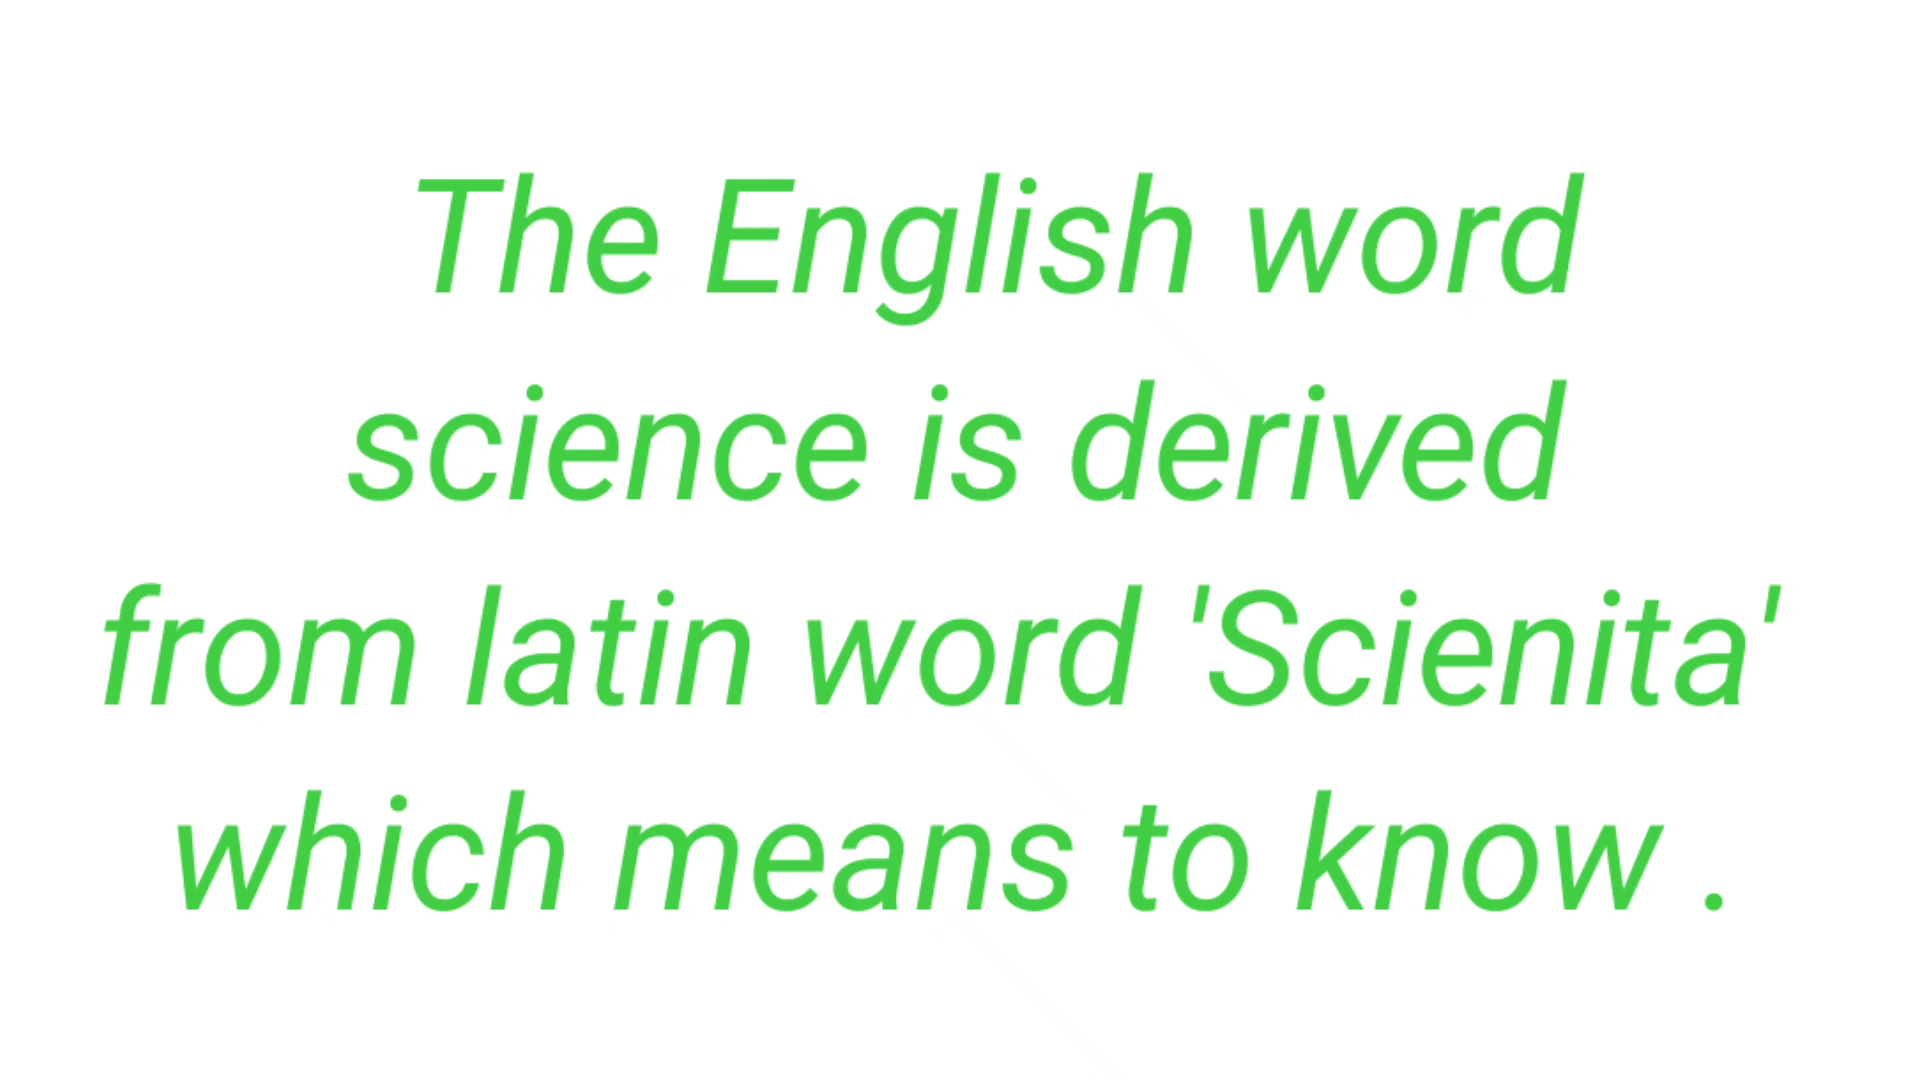 The English word
science is derived
from latin word 'Scienita'
which means to know .